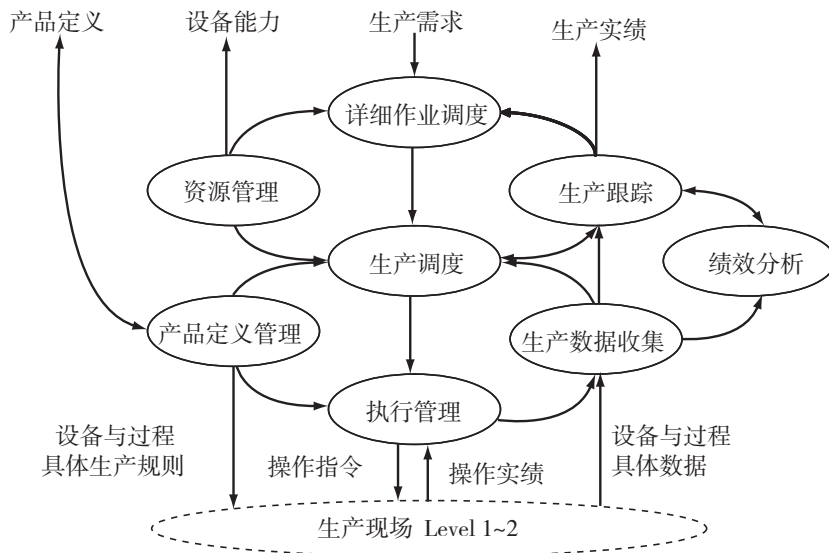 产品定义
设备能力
生产需求
生产实绩
详细作业调度
资源管理
生产跟踪
生产调度
绩效分析
产品定义管理
生产数据收集
执行管理
设备与过程
具体生产规则
操作指令
操作实绩
设备与过程
具体数据
生产现场 Level 1~2